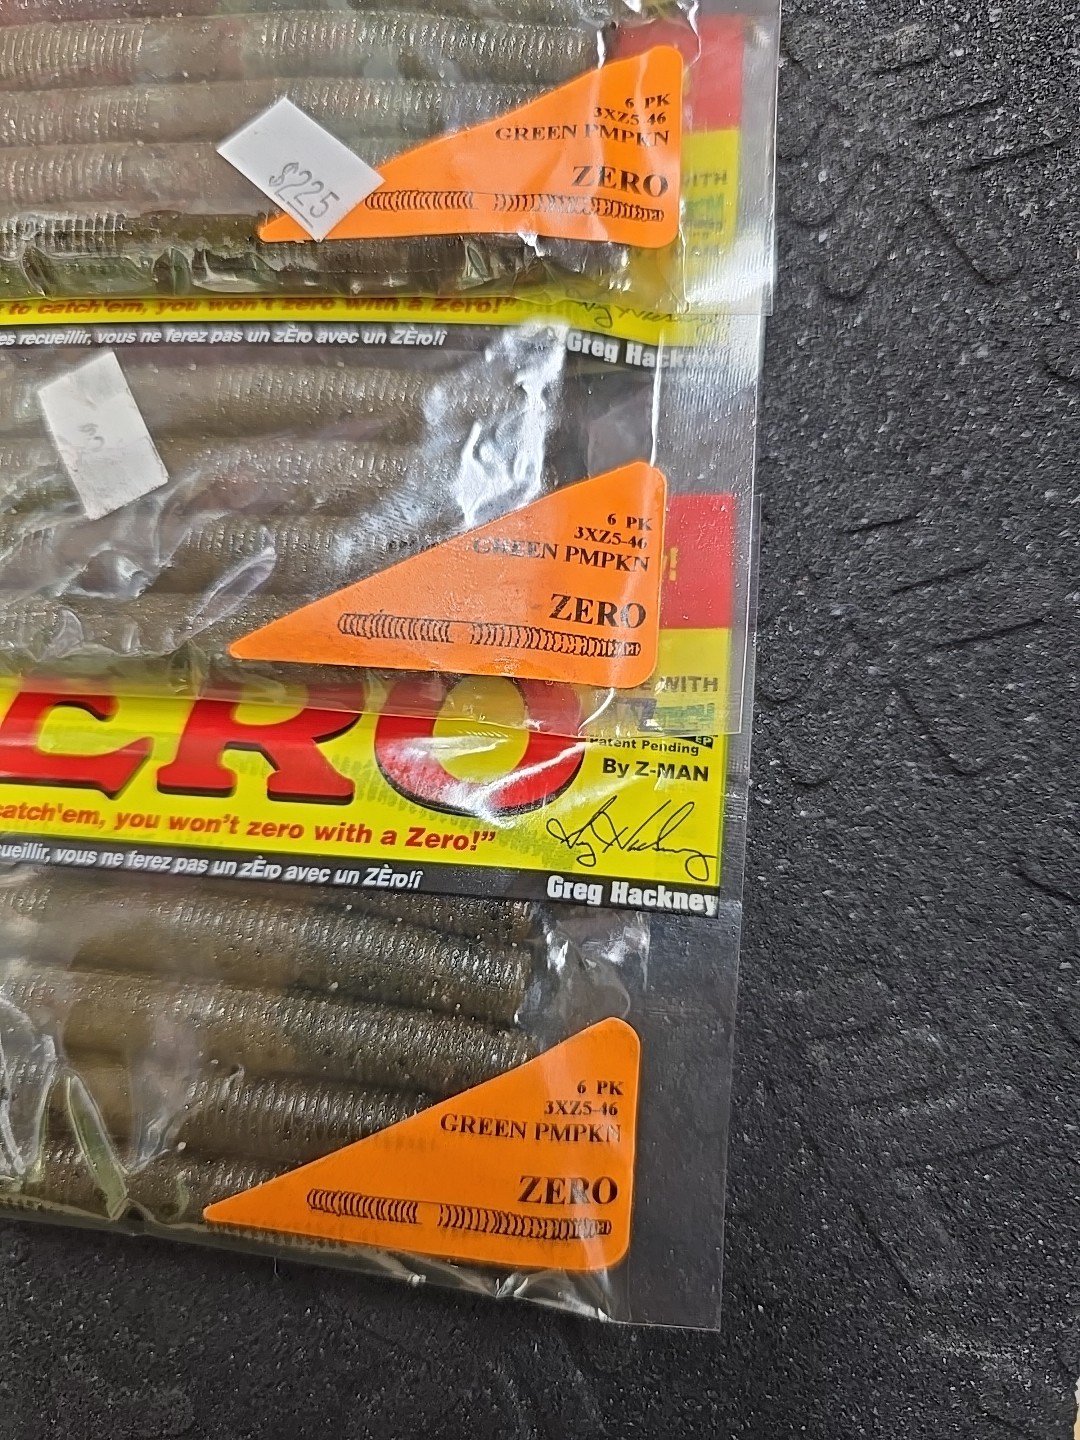 6 PK
3XZ5-46
GREEN PMPKN
ZERO
$225
WITH
to catch'em, you won't zero with a Zero!"
es recueillir, vous ne ferez pas un zÈro avec un ZÈro!î
Greg Hackney
6 PK
3XZ5-46
GREEN PMPKN
ZERO
y!
WITH
ERO
Patent Pending
By Z-MAN
catch'em, you won't zero with a Zero!"
ueillir, vous ne ferez pas un zÈro avec un ZÈro!î
Greg Hackney
6 PK
3XZ5-46
GREEN PMPKN
ZERO